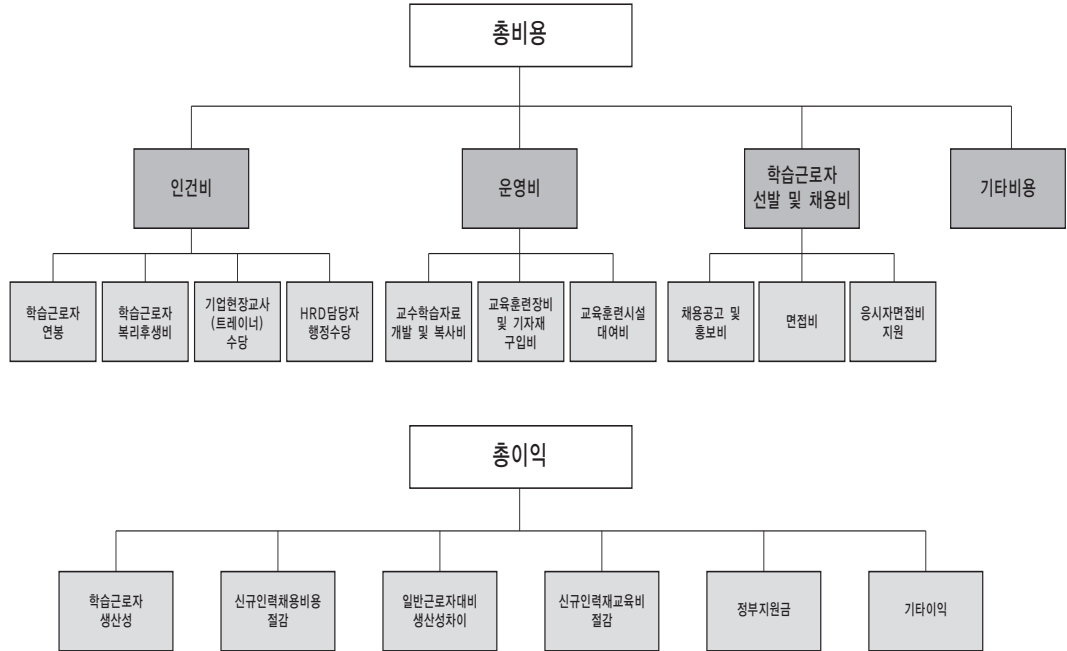 총비용
인건비
운영비
학습근로자
선발 및 채용비
기타비용
학습근로자
연봉
학습근로자
복리후생비
기업현장교사
(트레이너)
수당
HRD담당자
행정수당
교수학습자료
개발 및 복사비
교육훈련장비
및 기자재
구입비
교육훈련시설
대여비
채용공고 및
홍보비
면접비
응시자면접비
지원
총이익
학습근로자
생산성
신규인력채용비용
절감
일반근로자대비
생산성차이
신규인력재교육비
절감
정부지원금
기타이익